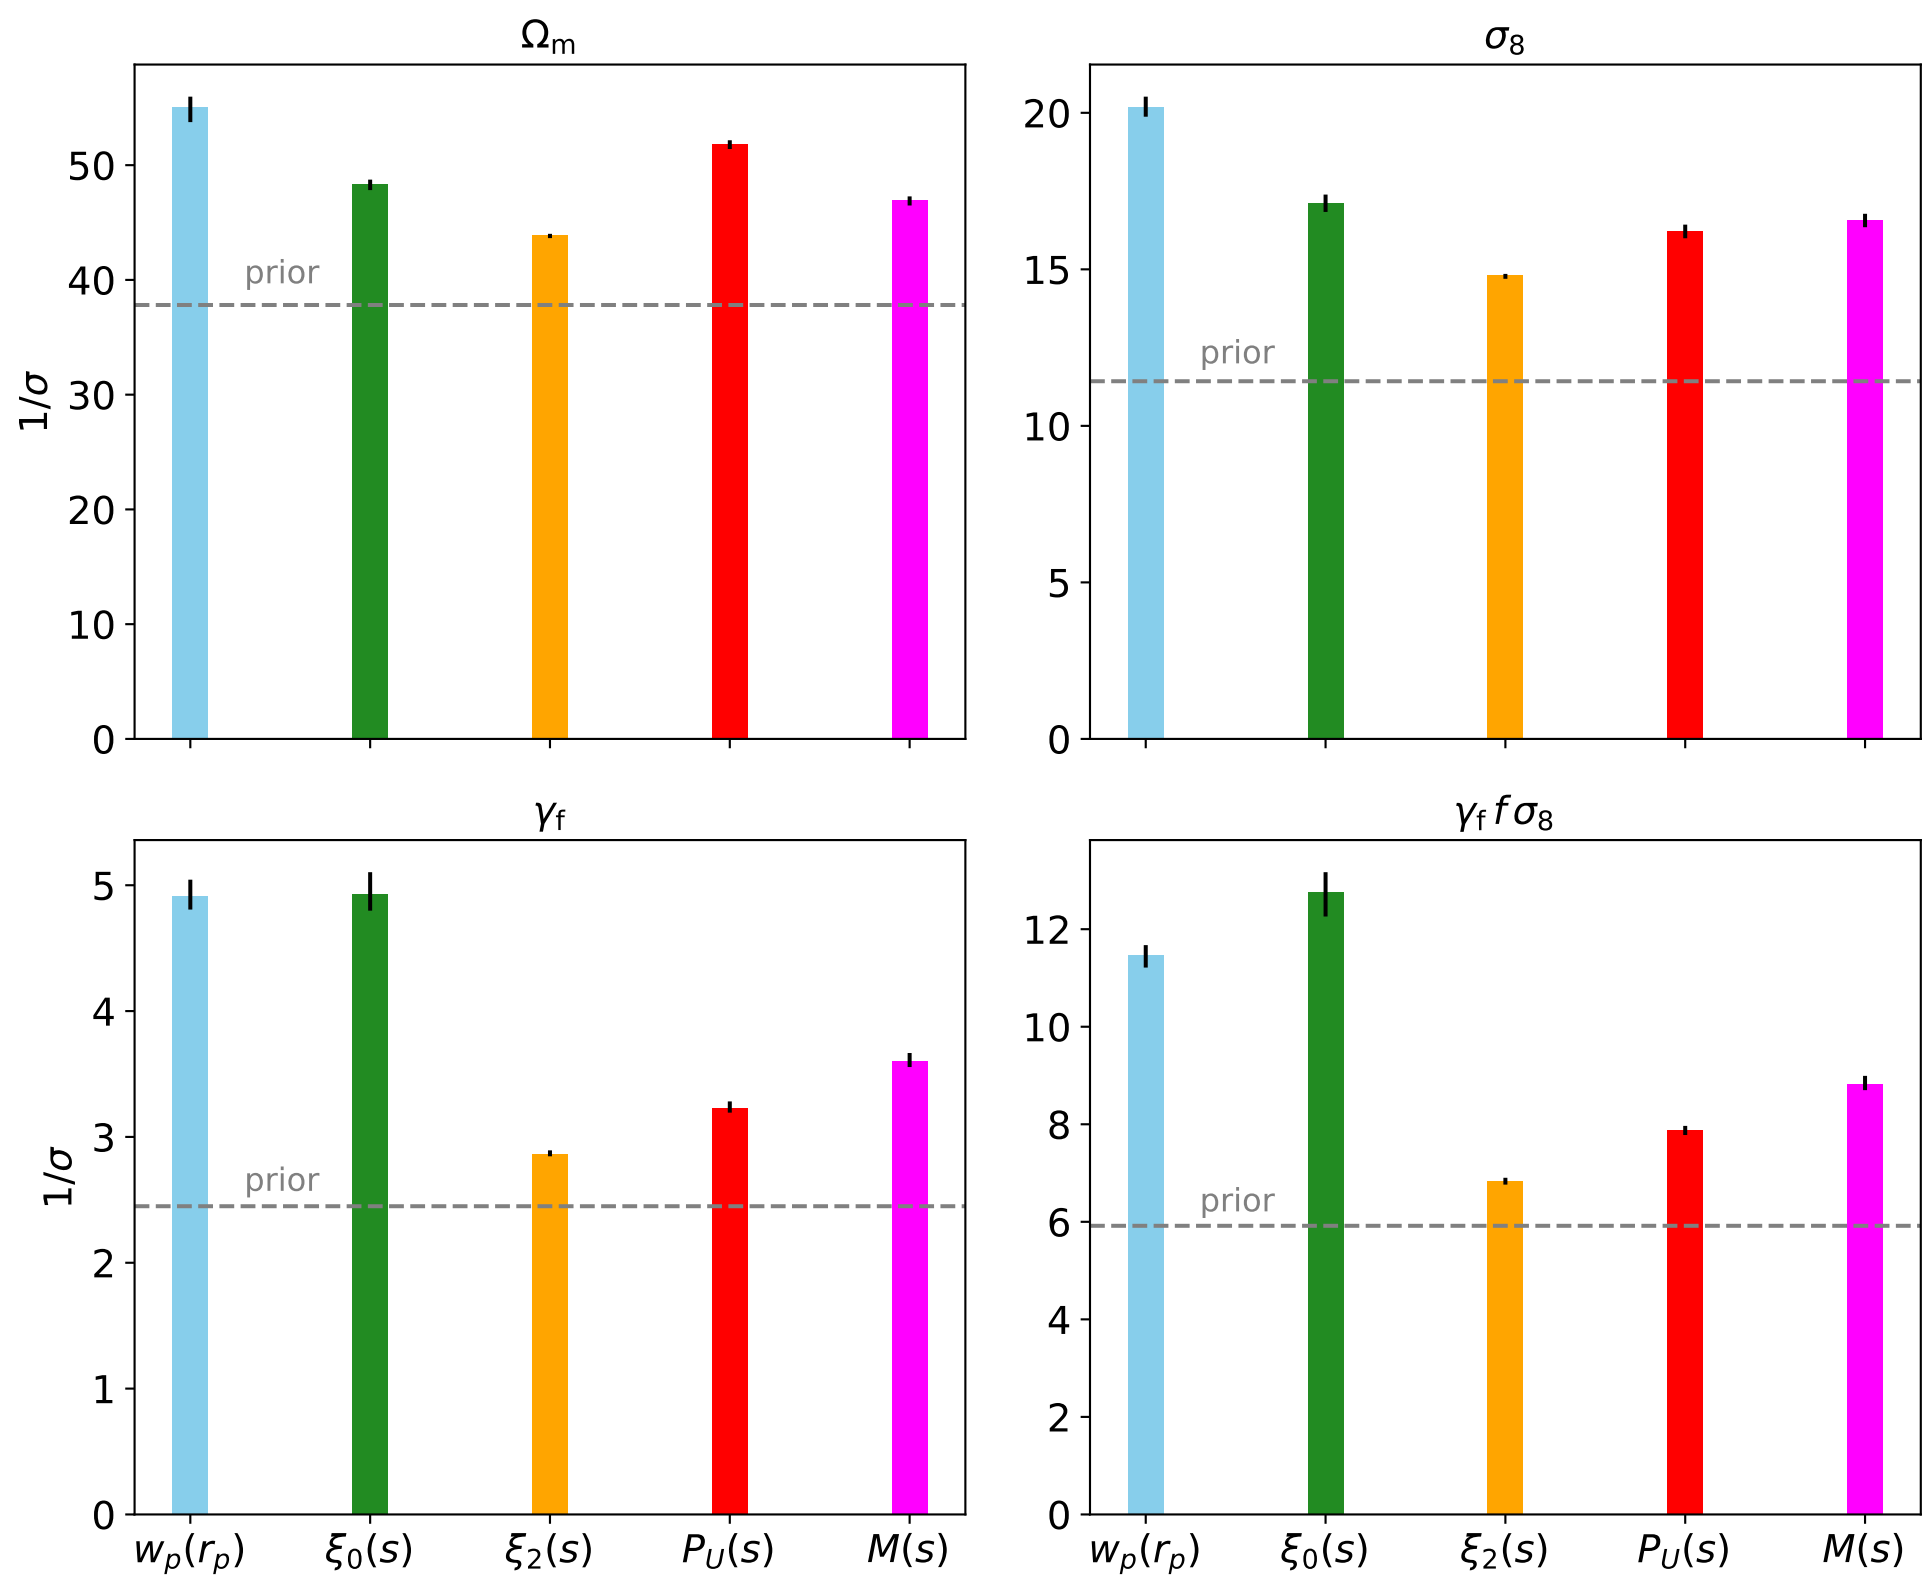 Ωm
1/σ
50
40
30
20
10
0
prior
σ8
20
15
10
5
0
prior
γf
1/σ
5
4
3
2
1
0
prior
wp(rp) ξ0(s) ξ2(s) PU(s) M(s)
γf f σ8
12
10
8
6
4
2
0
prior
wp(rp) ξ0(s) ξ2(s) PU(s) M(s)